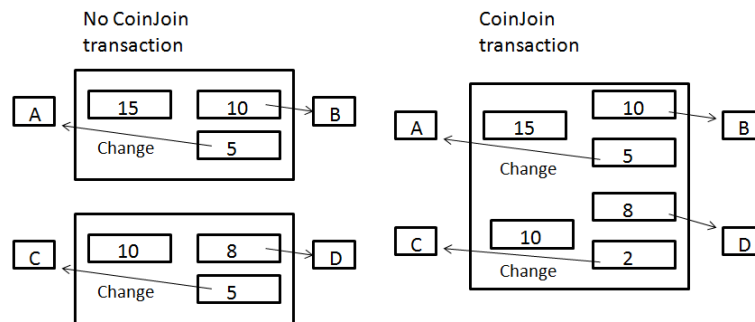 No CoinJoin
transaction
A
15
10
B
Change
5
C
10
8
D
Change
5
CoinJoin
transaction
10
A
15
B
5
Change
8
C
10
D
2
Change